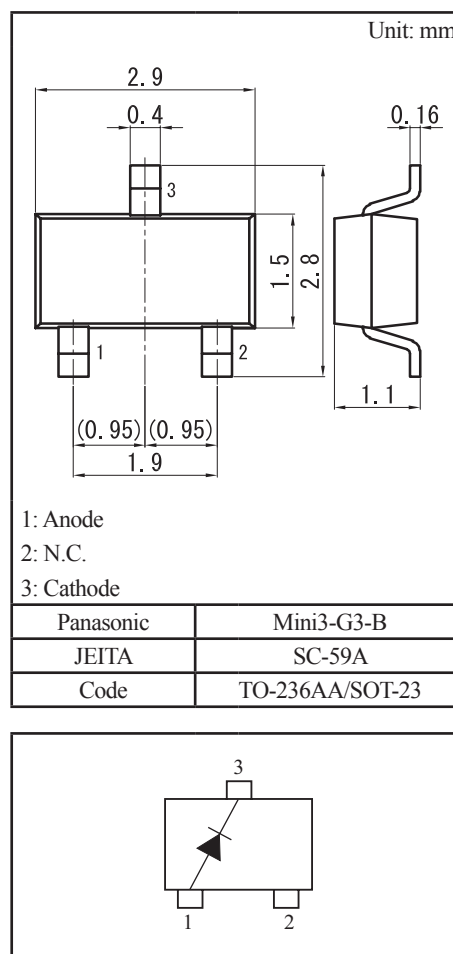 Unit: mm
2.9
0.4
0.16
3
1.5
2.8
1
2
(0.95) (0.95)
1.9
1.1
1: Anode
2: N.C.
3: Cathode
Panasonic Mini3-G3-B
JEITA SC-59A
Code TO-236AA/SOT-23
3
1 2